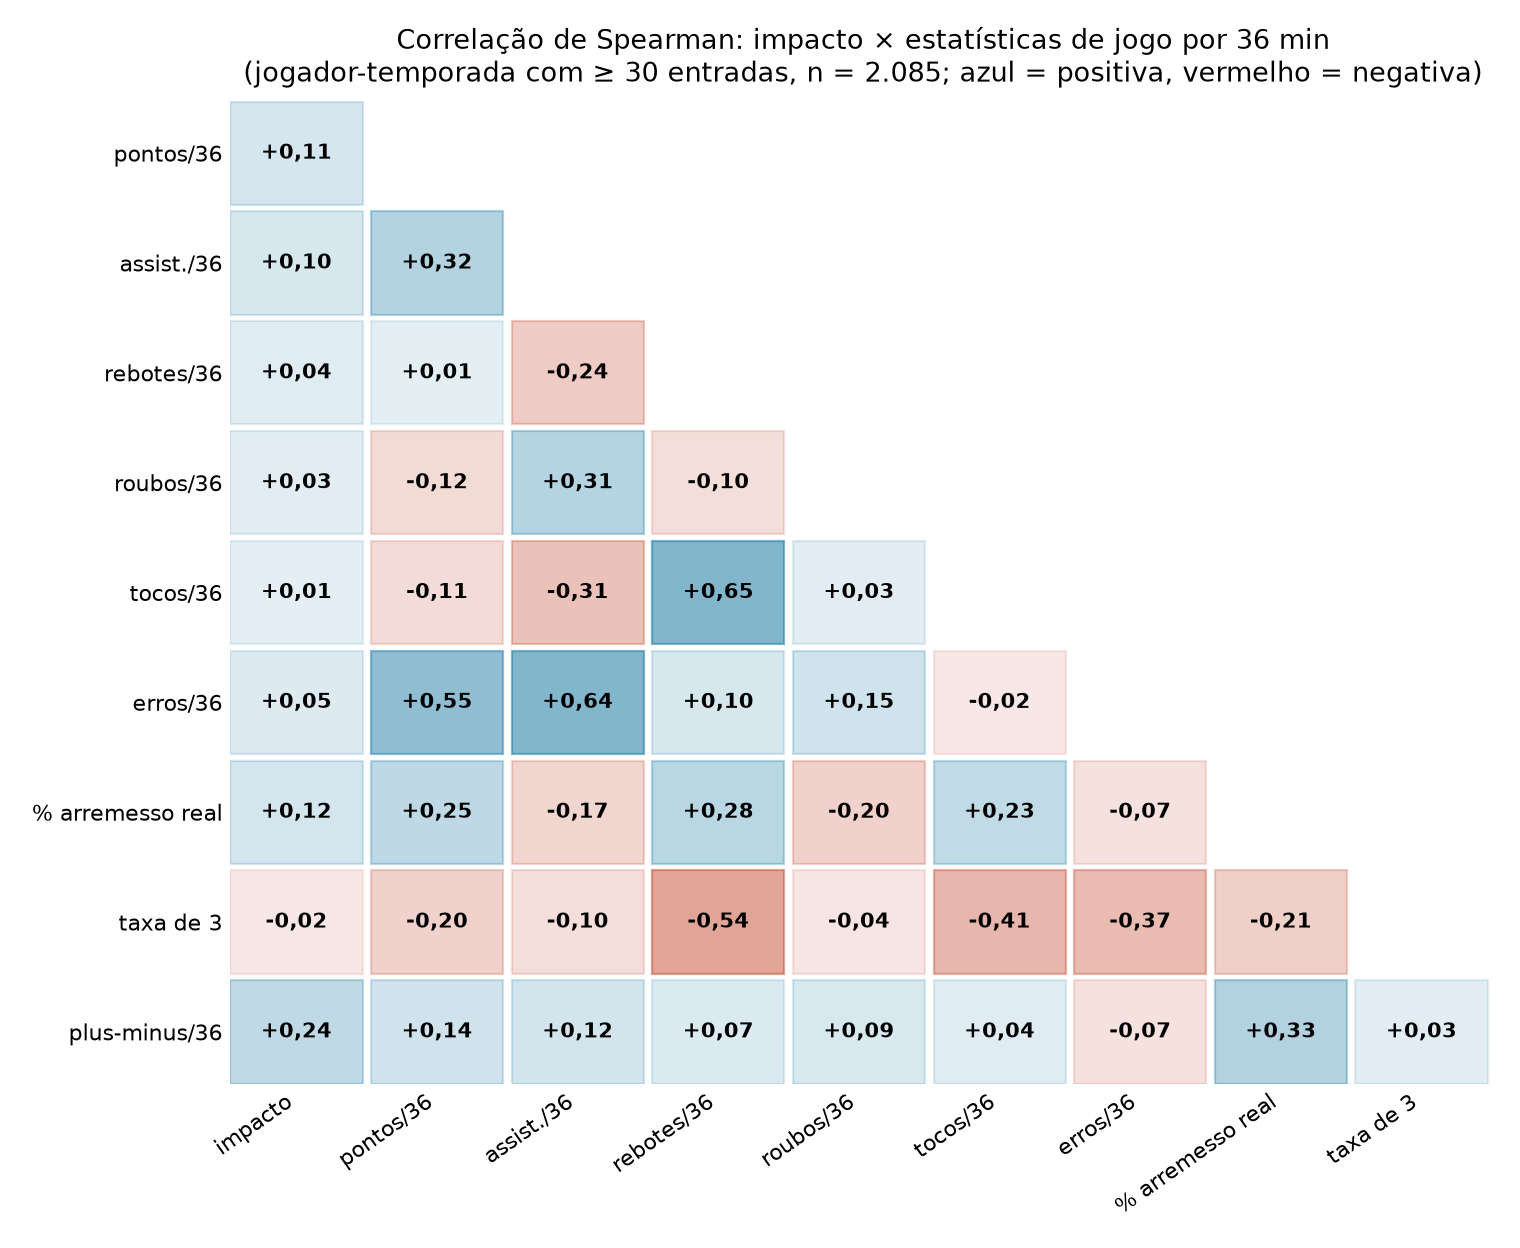 Correlação de Spearman: impacto × estatísticas de jogo por 36 min
(jogador-temporada com ≥ 30 entradas, n = 2.085; azul = positiva, vermelho = negativa)
pontos/36 +0,11
assist./36 +0,10 +0,32
rebotes/36 +0,04 +0,01 -0,24
roubos/36 +0,03 -0,12 +0,31 -0,10
tocos/36 +0,01 -0,11 -0,31 +0,65 +0,03
erros/36 +0,05 +0,55 +0,64 +0,10 +0,15 -0,02
% arremesso real +0,12 +0,25 -0,17 +0,28 -0,20 +0,23 -0,07
taxa de 3 -0,02 -0,20 -0,10 -0,54 -0,04 -0,41 -0,37 -0,21
plus-minus/36 +0,24 +0,14 +0,12 +0,07 +0,09 +0,04 -0,07 +0,33 +0,03
impacto pontos/36 assist./36 rebotes/36 roubos/36 tocos/36 erros/36 % arremesso real taxa de 3